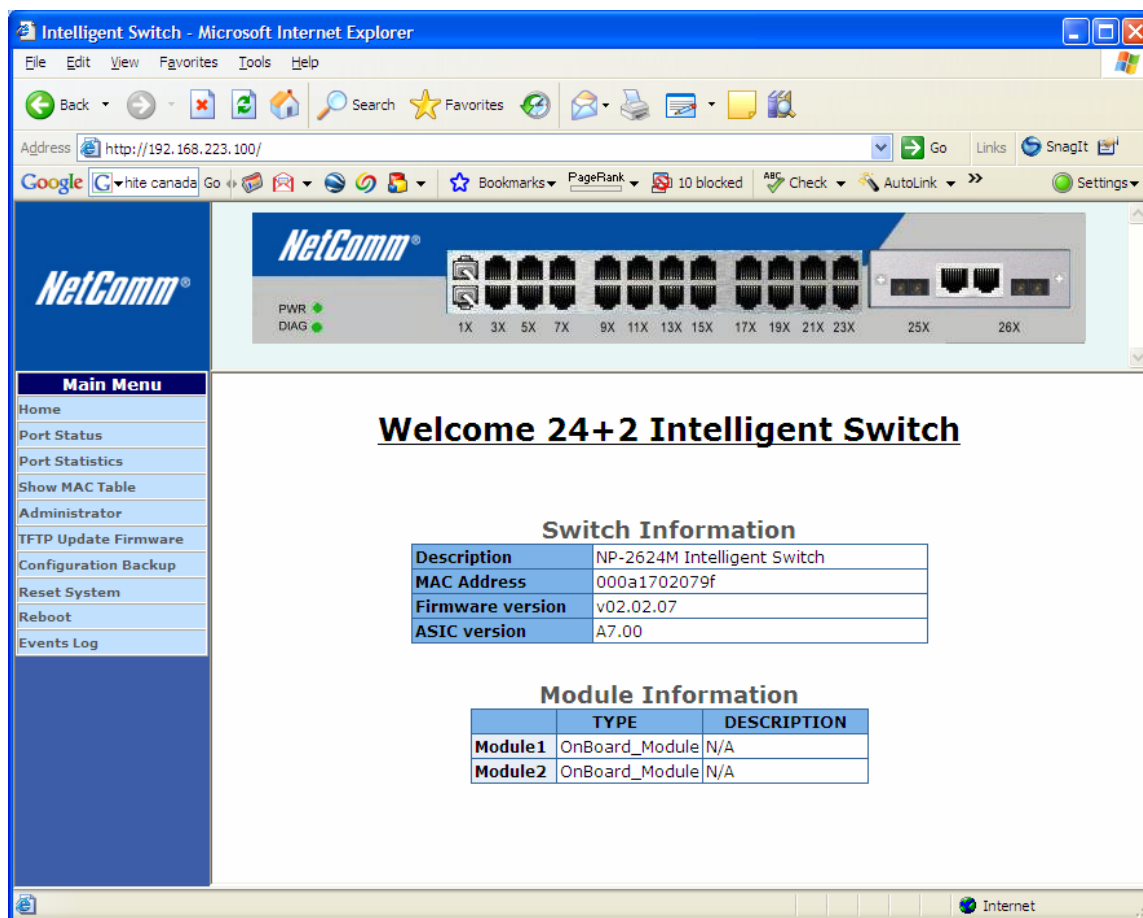 Intelligent Switch - Microsoft Internet Explorer
File Edit View Favorites Tools Help
Back Search Favorites
Address http://192.168.223.100/ Go Links SnagIt
Google G hite canada Go Bookmarks PageRank 10 blocked ABC Check AutoLink >> Settings
NetComm®
NetComm®
PWR
DIAG
1X 3X 5X 7X 9X 11X 13X 15X 17X 19X 21X 23X 25X 26X
Main Menu
Home
Port Status
Port Statistics
Show MAC Table
Administrator
TFTP Update Firmware
Configuration Backup
Reset System
Reboot
Events Log
Welcome 24+2 Intelligent Switch
Switch Information
Description NP-2624M Intelligent Switch
MAC Address 000a1702079f
Firmware version v02.02.07
ASIC version A7.00
Module Information
TYPE DESCRIPTION
Module1 OnBoard_Module N/A
Module2 OnBoard_Module N/A
Internet